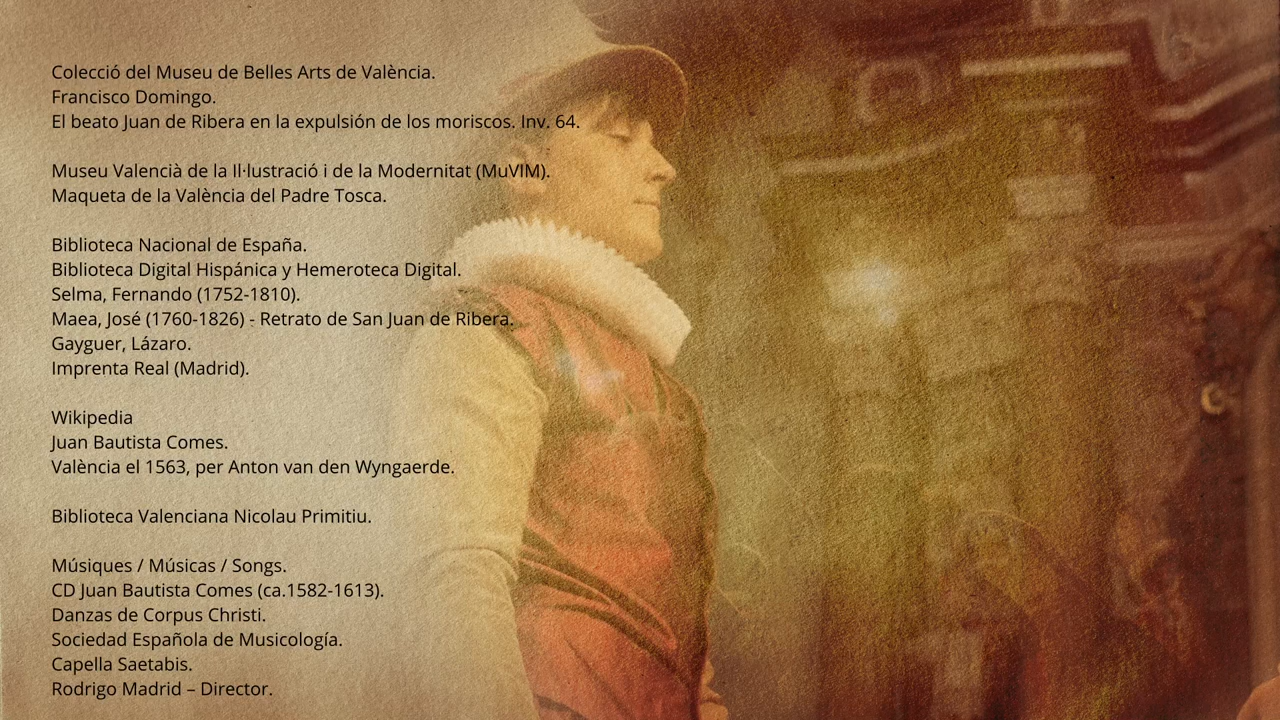 Colecció del Museu de Belles Arts de València.
Francisco Domingo.
El beato Juan de Ribera en la expulsión de los moriscos. Inv. 64.
Museu Valencià de la Il·lustració i de la Modernitat (MuVIM).
Maqueta de la València del Padre Tosca.
Biblioteca Nacional de España.
Biblioteca Digital Hispánica y Hemeroteca Digital.
Selma, Fernando (1752-1810).
Maea, José (1760-1826) - Retrato de San Juan de Ribera.
Gayguer, Lázaro.
Imprenta Real (Madrid).
Wikipedia
Juan Bautista Comes.
València el 1563, per Anton van den Wyngaerde.
Biblioteca Valenciana Nicolau Primitiu.
Músiques / Músicas / Songs.
CD Juan Bautista Comes (ca.1582-1613).
Danzas de Corpus Christi.
Sociedad Española de Musicología.
Capella Saetabis.
Rodrigo Madrid – Director.